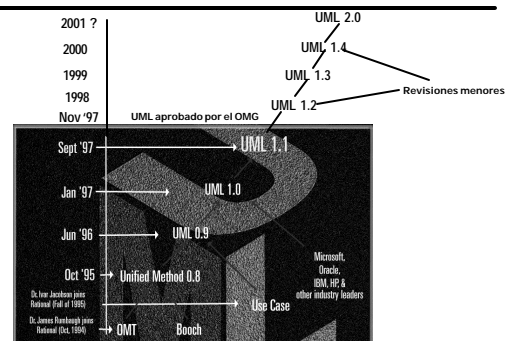 2001 ?
UML 2.0
2000
UML 1.4
1999
UML 1.3
Revisiones menores
1998
UML 1.2
Nov ‘97
UML aprobado por el OMG
Sept '97
UML 1.1
Jan '97
UML 1.0
Jun '96
UML 0.9
Microsoft,
Oracle,
IBM, HP, &
other industry leaders
Oct '95
Unified Method 0.8
Dr. Ivar Jacobson joins
Rational (Fall of 1995)
Use Case
Dr. James Rumbaugh joins
Rational (Oct, 1994)
OMT
Booch